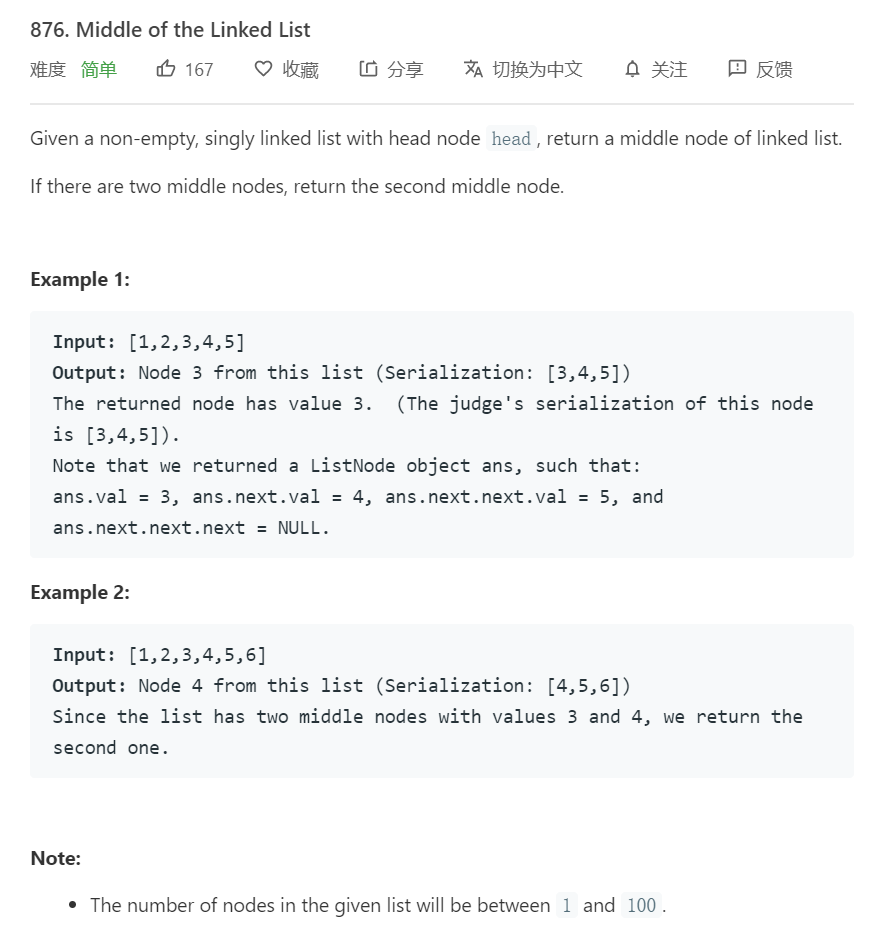 876. Middle of the Linked List
难度 简单 167 收藏 分享 切换为中文 关注 反馈
Given a non-empty, singly linked list with head node head, return a middle node of linked list.
If there are two middle nodes, return the second middle node.
Example 1:
Input: [1,2,3,4,5]
Output: Node 3 from this list (Serialization: [3,4,5])
The returned node has value 3.  (The judge's serialization of this node
is [3,4,5]).
Note that we returned a ListNode object ans, such that:
ans.val = 3, ans.next.val = 4, ans.next.next.val = 5, and
ans.next.next.next = NULL.
Example 2:
Input: [1,2,3,4,5,6]
Output: Node 4 from this list (Serialization: [4,5,6])
Since the list has two middle nodes with values 3 and 4, we return the
second one.
Note:
• The number of nodes in the given list will be between 1 and 100.